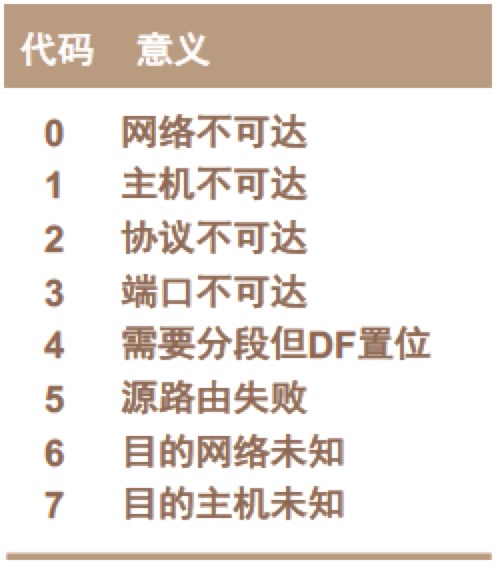 代码 意义
0 网络不可达
1 主机不可达
2 协议不可达
3 端口不可达
4 需要分段但DF置位
5 源路由失败
6 目的网络未知
7 目的主机未知